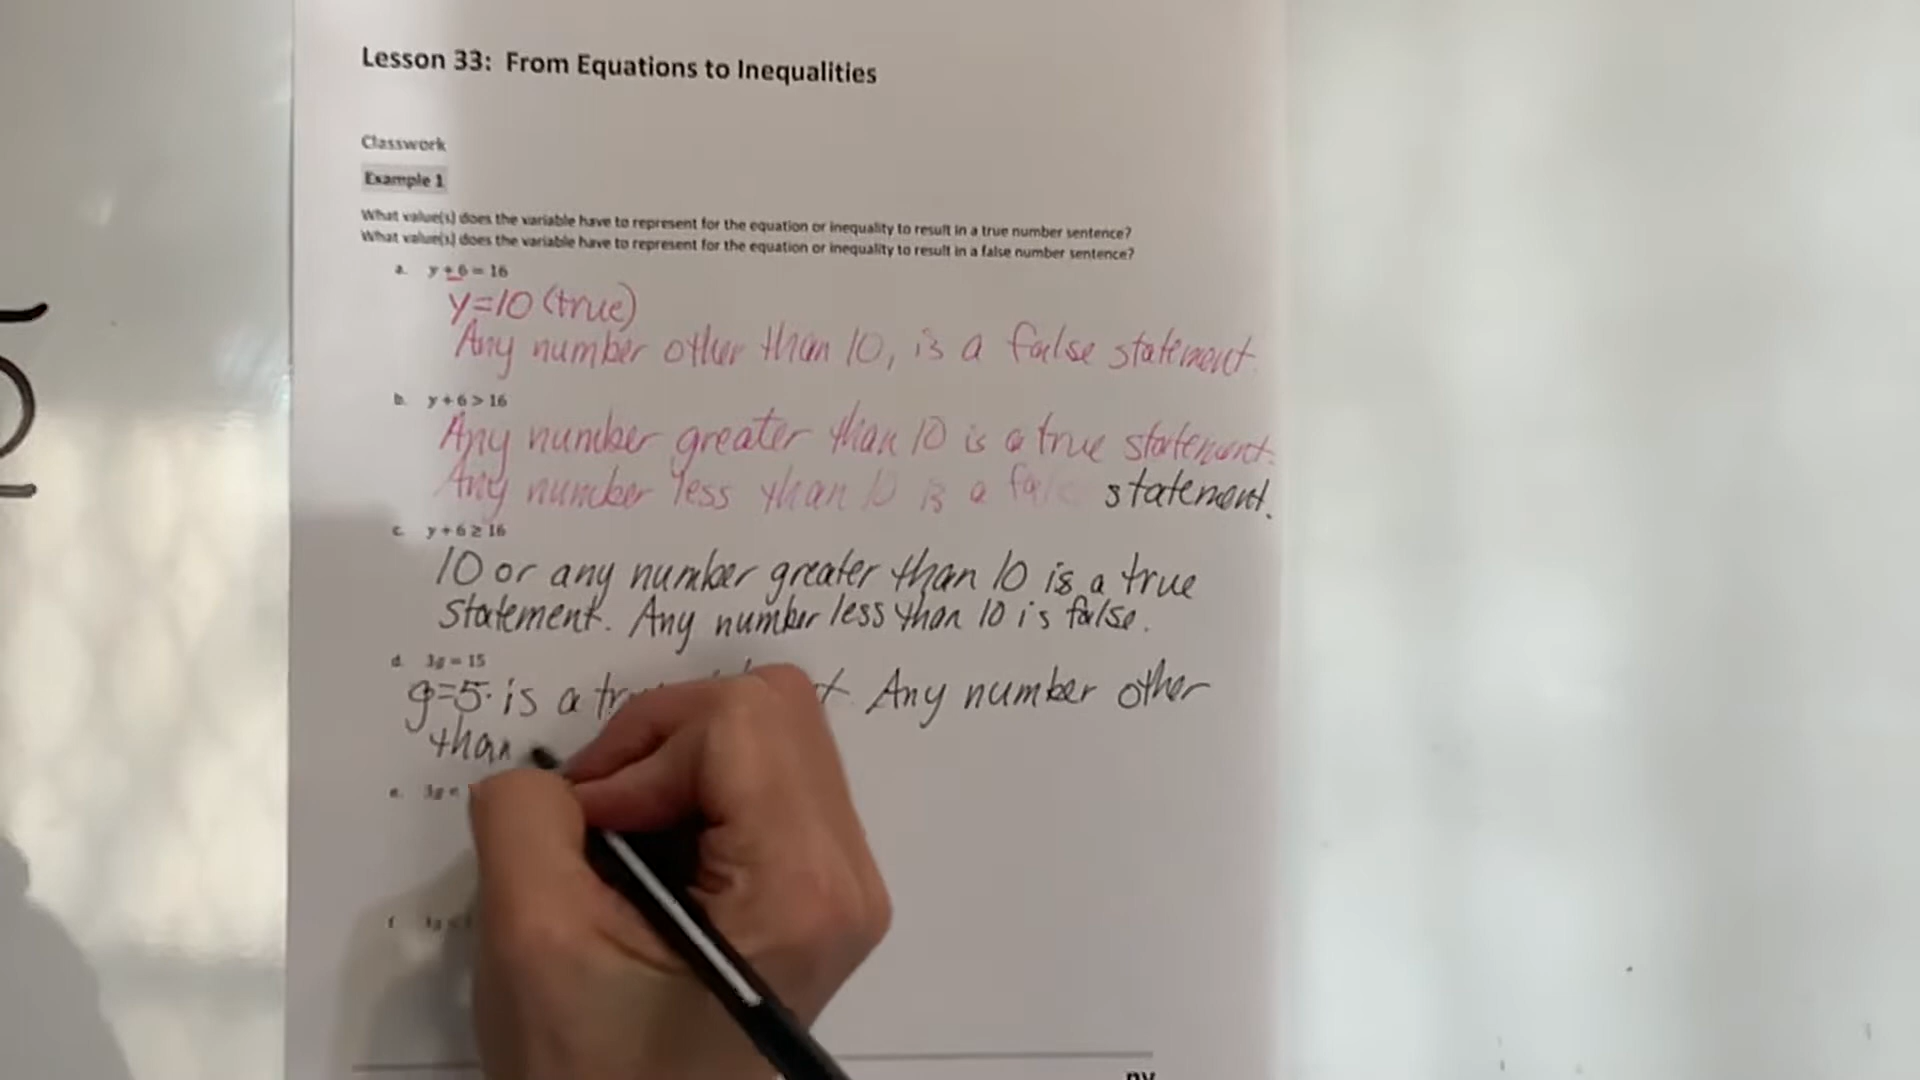 Lesson 33: From Equations to Inequalities
Classwork
Example 1
What value(s) does the variable have to represent for the equation or inequality to result in a true number sentence?
What value(s) does the variable have to represent for the equation or inequality to result in a false number sentence?
a. y + 6 = 16
y=10 (true)
Any number other than 10, is a false statement.
b. y + 6 > 16
Any number greater than 10 is a true statement.
Any number less than 10 is a fals statement.
c. y + 6 ≥ 16
10 or any number greater than 10 is a true
statement. Any number less than 10 is false.
d. 3g = 15
g=5 is a Any number other
than
e. 3g <
f.